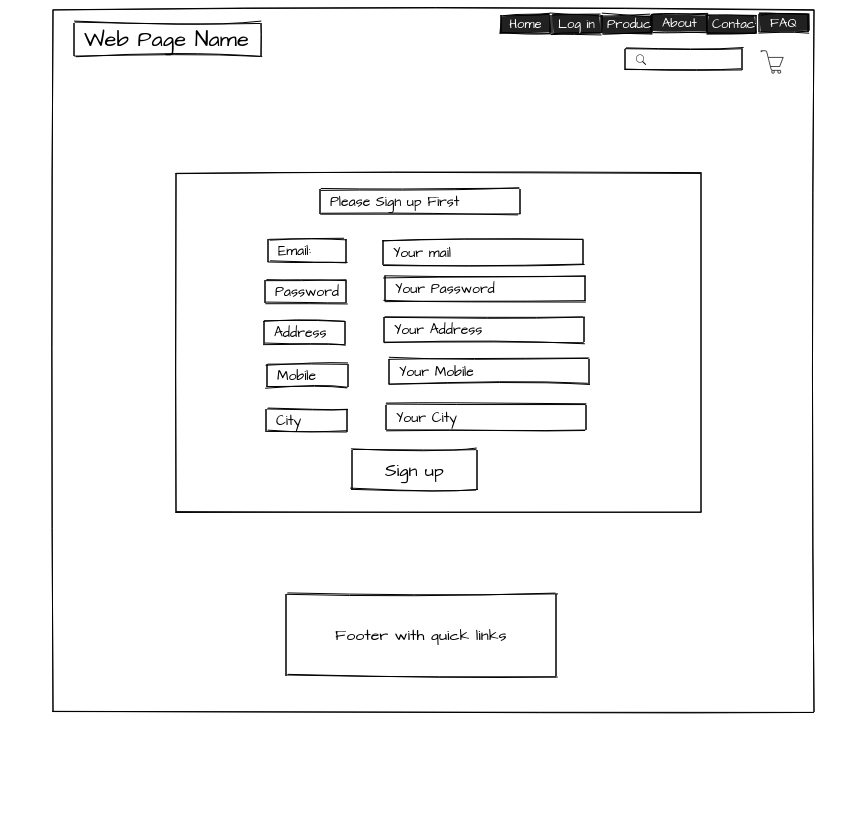 Web Page Name
Home Log in Produc About Contac FAQ
Please Sign up First
Email: Your mail
Password Your Password
Address Your Address
Mobile Your Mobile
City Your City
Sign up
Footer with quick links